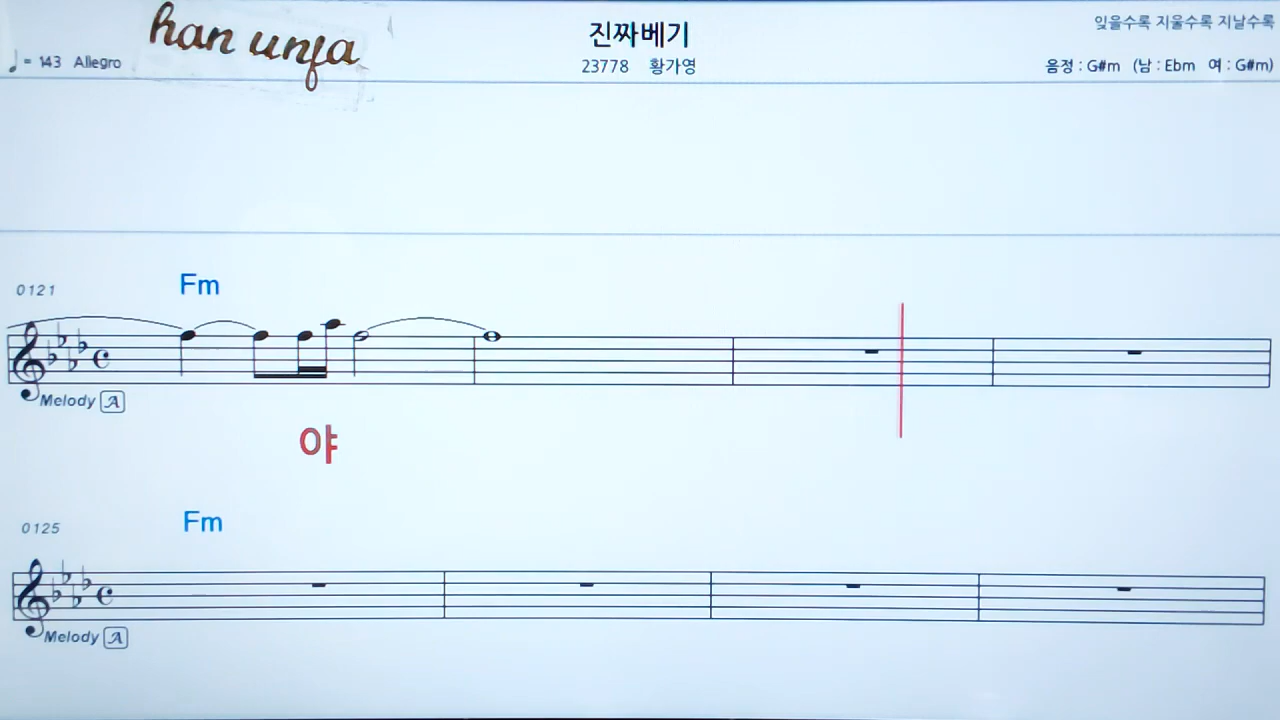 han unfa
진짜베기
잊을수록 지울수록 지날수록
♩= 143 Allegro
23778 황가영
음정 : G#m (남 : Ebm 여 : G#m)
0121
Fm
Melody A
야
0125
Fm
Melody A